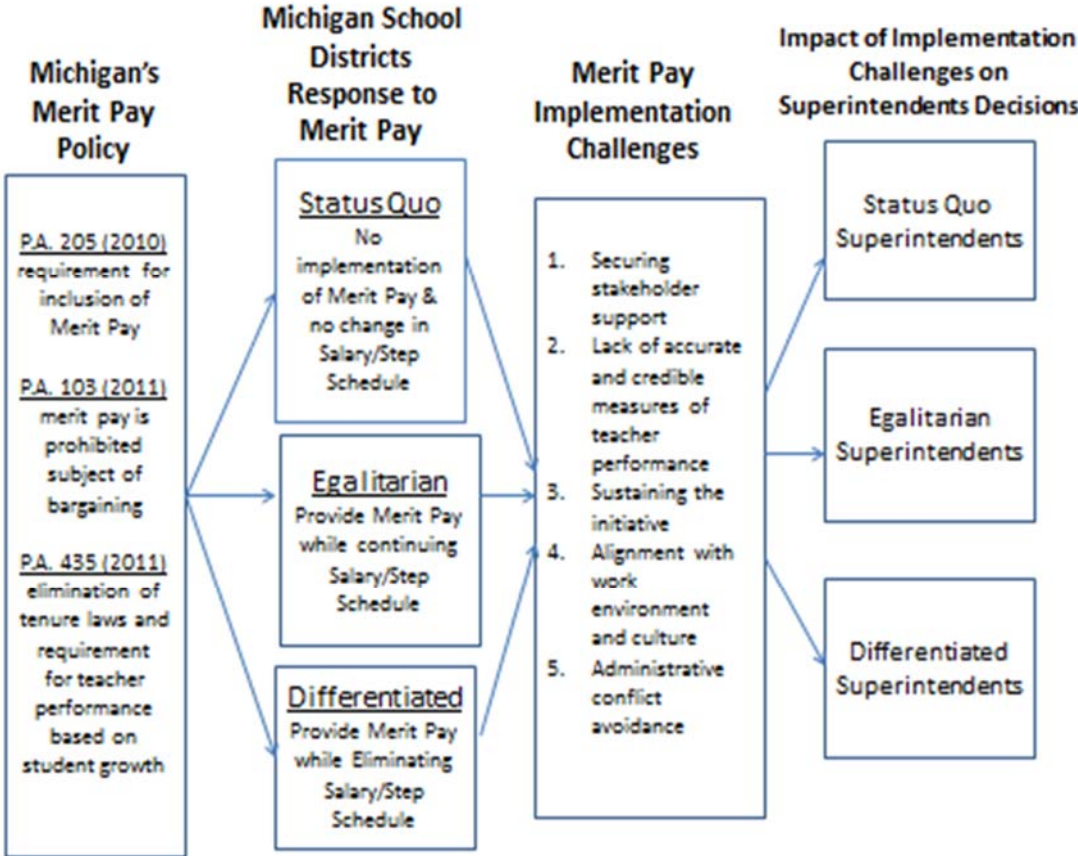 Michigan's
Merit Pay
Policy
P.A. 205 (2010)
requirement for
inclusion of
Merit Pay
P.A. 103 (2011)
merit pay is
prohibited
subject of
bargaining
P.A. 435 (2011)
elimination of
tenure laws and
requirement
for teacher
performance
based on
student growth
Michigan School
Districts
Response to
Merit Pay
Status Quo
No
implementation
of Merit Pay &
no change in
Salary/Step
Schedule
Egalitarian
Provide Merit Pay
while continuing
Salary/Step
Schedule
Differentiated
Provide Merit Pay
while Eliminating
Salary/Step
Schedule
Merit Pay
Implementation
Challenges
1. Securing
stakeholder
support
2. Lack of accurate
and credible
measures of
teacher
performance
3. Sustaining the
initiative
4. Alignment with
work
environment
and culture
5. Administrative
conflict
avoidance
Impact of Implementation
Challenges on
Superintendents Decisions
Status Quo
Superintendents
Egalitarian
Superintendents
Differentiated
Superintendents